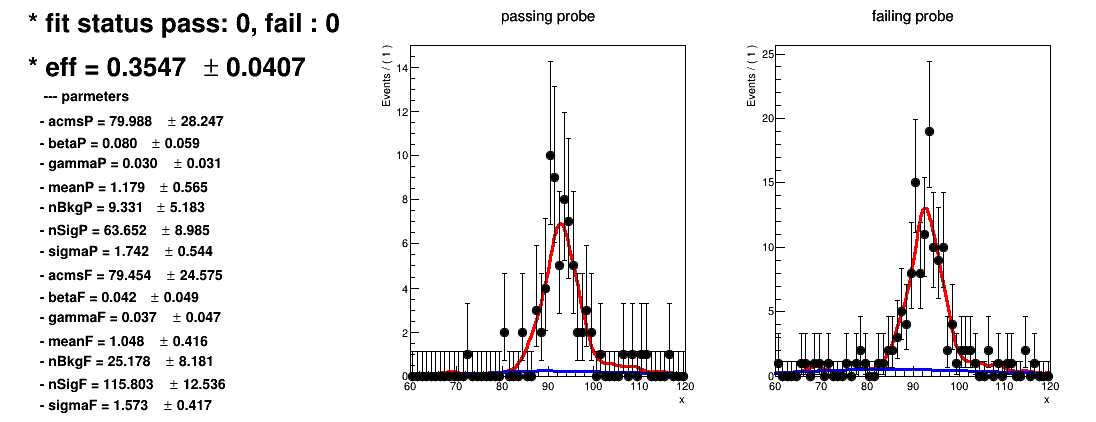 * fit status pass: 0, fail : 0
* eff = 0.3547 ± 0.0407
--- parmeters
- acmsP = 79.988 ± 28.247
- betaP = 0.080 ± 0.059
- gammaP = 0.030 ± 0.031
- meanP = 1.179 ± 0.565
- nBkgP = 9.331 ± 5.183
- nSigP = 63.652 ± 8.985
- sigmaP = 1.742 ± 0.544
- acmsF = 79.454 ± 24.575
- betaF = 0.042 ± 0.049
- gammaF = 0.037 ± 0.047
- meanF = 1.048 ± 0.416
- nBkgF = 25.178 ± 8.181
- nSigF = 115.803 ± 12.536
- sigmaF = 1.573 ± 0.417
passing probe
Events / ( 1 )
14
12
10
8
6
4
2
0
60 70 80 90 100 110 120
x
failing probe
Events / ( 1 )
25
20
15
10
5
0
60 70 80 90 100 110 120
x